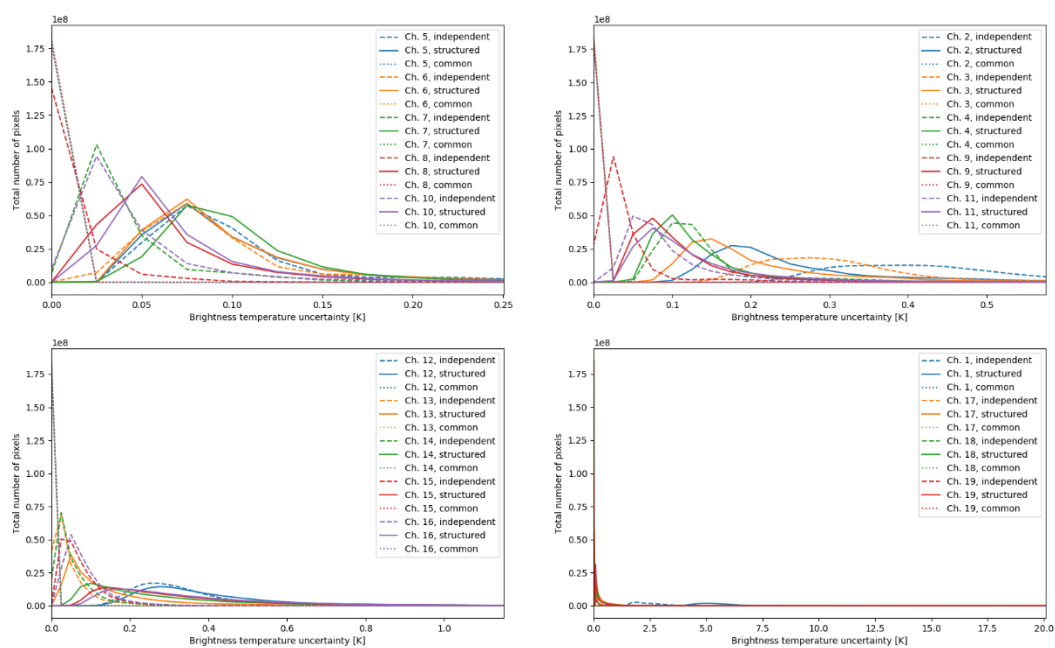 1e8
1.75
1.50
1.25
1.00
0.75
0.50
0.25
0.00
Total number of pixels
0.00 0.05 0.10 0.15 0.20 0.25
Brightness temperature uncertainty [K]
Ch. 5, independent
Ch. 5, structured
Ch. 5, common
Ch. 6, independent
Ch. 6, structured
Ch. 6, common
Ch. 7, independent
Ch. 7, structured
Ch. 7, common
Ch. 8, independent
Ch. 8, structured
Ch. 8, common
Ch. 10, independent
Ch. 10, structured
Ch. 10, common
1e8
1.75
1.50
1.25
1.00
0.75
0.50
0.25
0.00
Total number of pixels
0.0 0.1 0.2 0.3 0.4 0.5
Brightness temperature uncertainty [K]
Ch. 2, independent
Ch. 2, structured
Ch. 2, common
Ch. 3, independent
Ch. 3, structured
Ch. 3, common
Ch. 4, independent
Ch. 4, structured
Ch. 4, common
Ch. 9, independent
Ch. 9, structured
Ch. 9, common
Ch. 11, independent
Ch. 11, structured
Ch. 11, common
1e8
1.75
1.50
1.25
1.00
0.75
0.50
0.25
0.00
Total number of pixels
0.0 0.2 0.4 0.6 0.8 1.0
Brightness temperature uncertainty [K]
Ch. 12, independent
Ch. 12, structured
Ch. 12, common
Ch. 13, independent
Ch. 13, structured
Ch. 13, common
Ch. 14, independent
Ch. 14, structured
Ch. 14, common
Ch. 15, independent
Ch. 15, structured
Ch. 15, common
Ch. 16, independent
Ch. 16, structured
Ch. 16, common
1e8
1.75
1.50
1.25
1.00
0.75
0.50
0.25
0.00
Total number of pixels
0.0 2.5 5.0 7.5 10.0 12.5 15.0 17.5 20.0
Brightness temperature uncertainty [K]
Ch. 1, independent
Ch. 1, structured
Ch. 1, common
Ch. 17, independent
Ch. 17, structured
Ch. 17, common
Ch. 18, independent
Ch. 18, structured
Ch. 18, common
Ch. 19, independent
Ch. 19, structured
Ch. 19, common